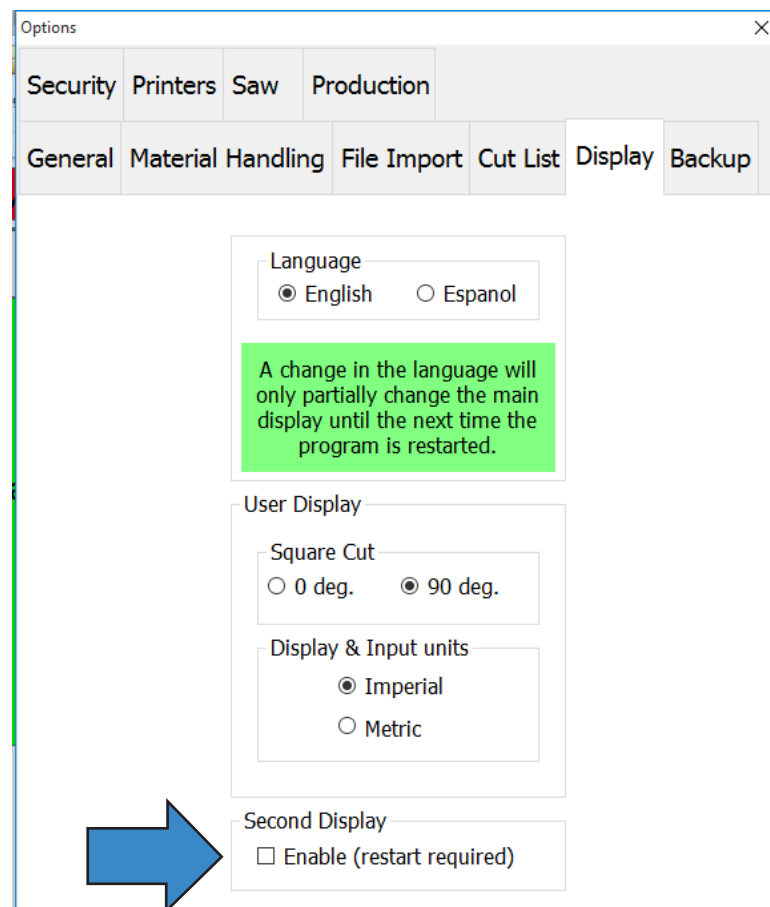 Options
Security Printers Saw Production
General Material Handling File Import Cut List Display Backup
Language
English Espanol
A change in the language will
only partially change the main
display until the next time the
program is restarted.
User Display
Square Cut
0 deg. 90 deg.
Display & Input units
Imperial
Metric
Second Display
Enable (restart required)